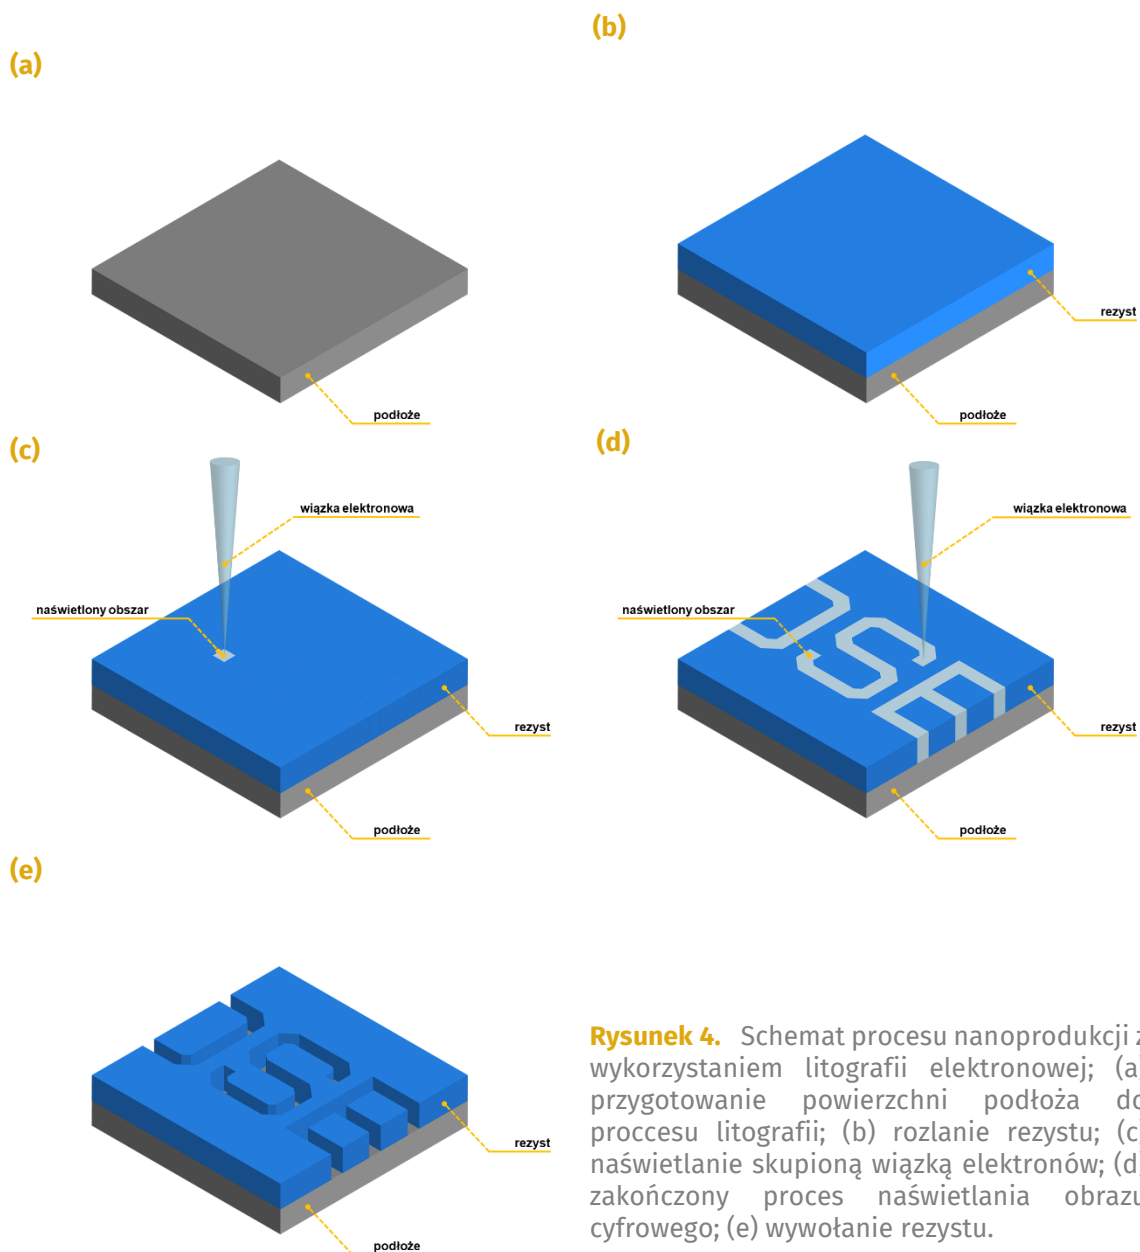 (a)
podłoże
(b)
rezyst
podłoże
(c)
wiązka elektronowa
naświetlony obszar
rezyst
podłoże
(d)
wiązka elektronowa
naświetlony obszar
rezyst
podłoże
JSE
(e)
rezyst
podłoże
Rysunek 4. Schemat procesu nanoprodukcji z
wykorzystaniem litografii elektronowej; (a)
przygotowanie powierzchni podłoża do
proccesu litografii; (b) rozlanie rezystu; (c)
naświetlanie skupioną wiązką elektronów; (d)
zakończony proces naświetlania obrazu
cyfrowego; (e) wywołanie rezystu.